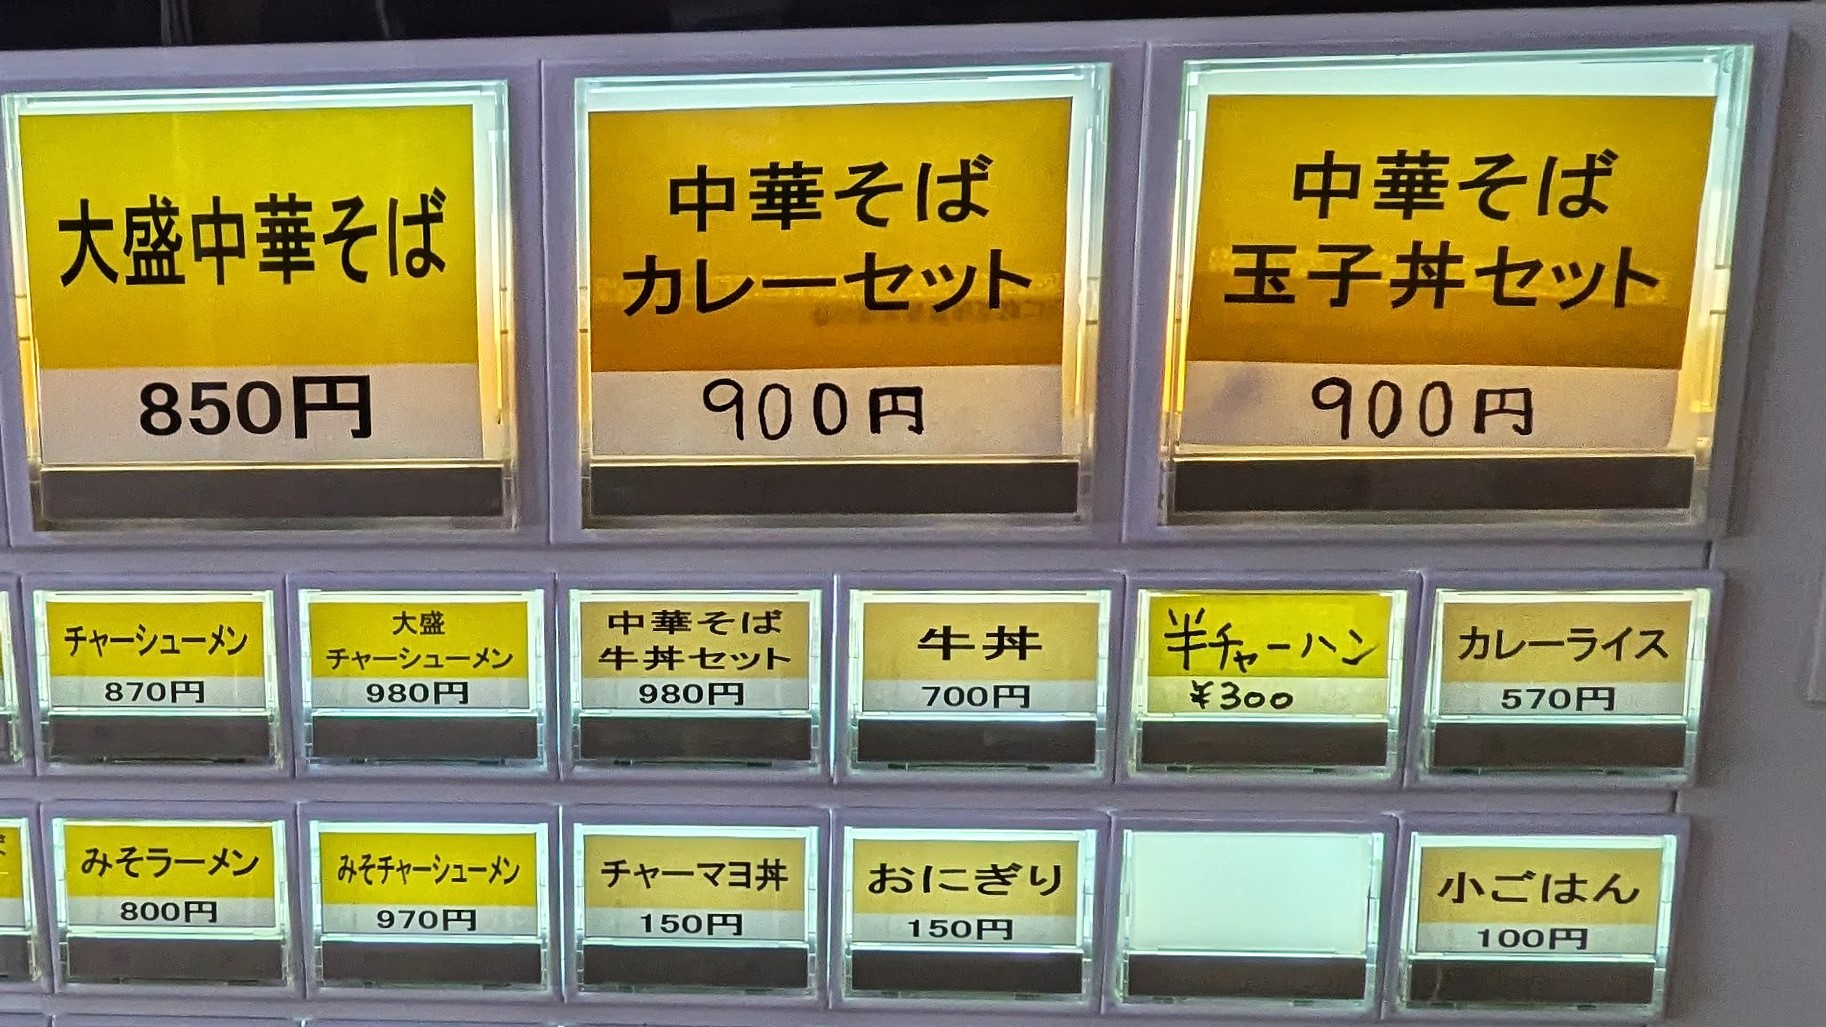 大盛中華そば
850円
中華そば
カレーセット
900円
中華そば
玉子丼セット
900円
チャーシューメン
870円
大盛
チャーシューメン
980円
中華そば
牛丼セット
980円
牛丼
700円
半チャーハン
¥300
カレーライス
570円
みそラーメン
800円
みそチャーシューメン
970円
チャーマヨ丼
150円
おにぎり
150円
小ごはん
100円